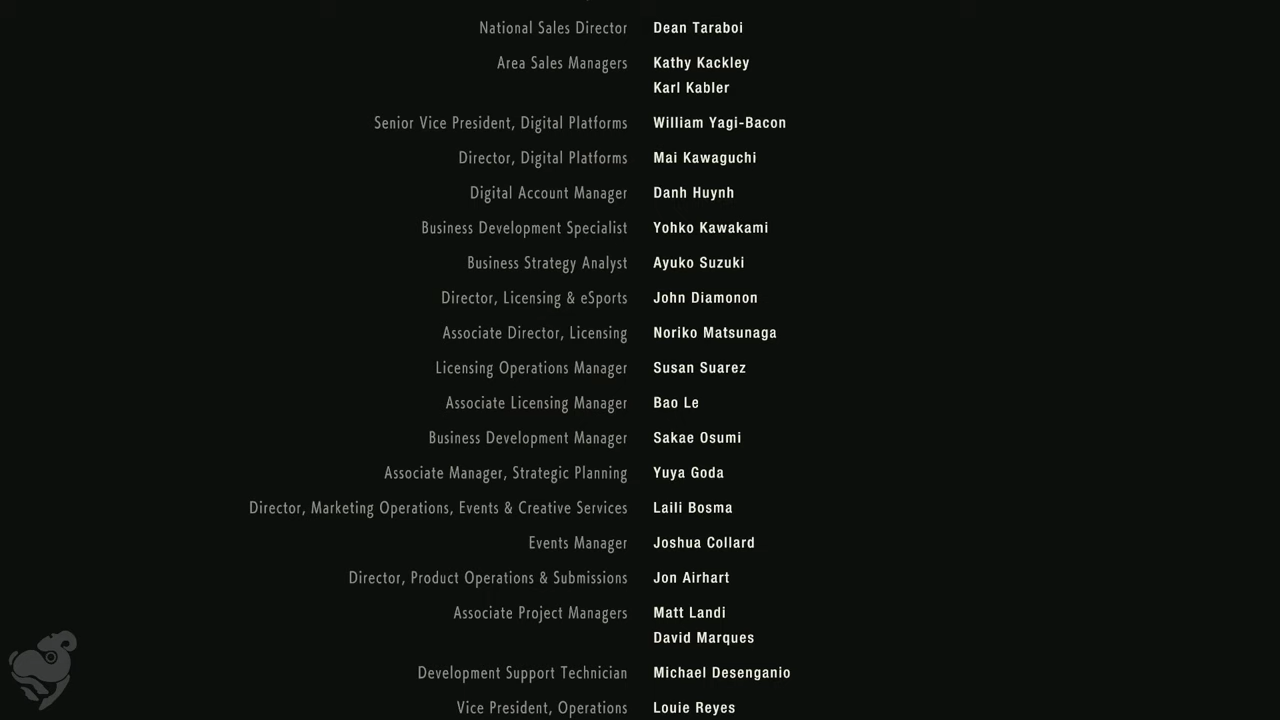 National Sales Director Dean Taraboi
Area Sales Managers Kathy Kackley
Karl Kabler
Senior Vice President, Digital Platforms William Yagi-Bacon
Director, Digital Platforms Mai Kawaguchi
Digital Account Manager Danh Huynh
Business Development Specialist Yohko Kawakami
Business Strategy Analyst Ayuko Suzuki
Director, Licensing & eSports John Diamonon
Associate Director, Licensing Noriko Matsunaga
Licensing Operations Manager Susan Suarez
Associate Licensing Manager Bao Le
Business Development Manager Sakae Osumi
Associate Manager, Strategic Planning Yuya Goda
Director, Marketing Operations, Events & Creative Services Laili Bosma
Events Manager Joshua Collard
Director, Product Operations & Submissions Jon Airhart
Associate Project Managers Matt Landi
David Marques
Development Support Technician Michael Desenganio
Vice President, Operations Louie Reyes